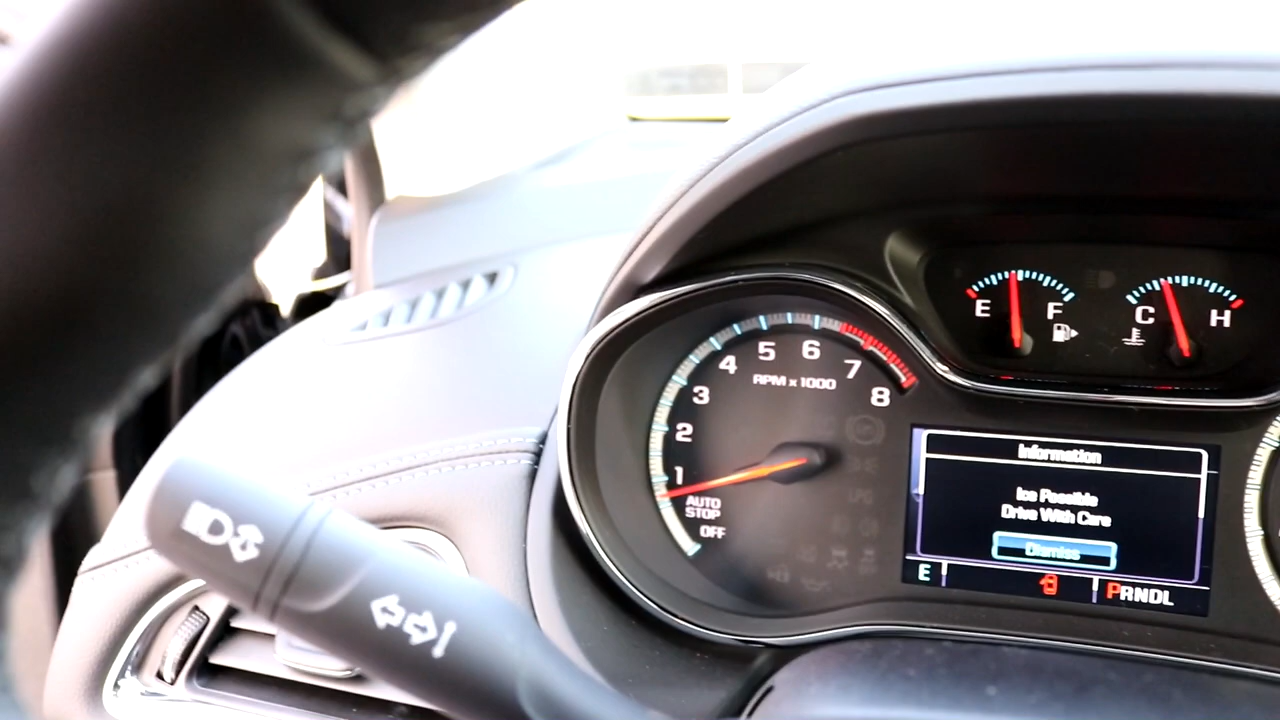 E F
C H
4 5 6 7
3 RPM x 1000 8
2
1
AUTO
STOP
OFF
LPG
Information
Ice Possible
Drive With Care
Dismiss
E PRNDL